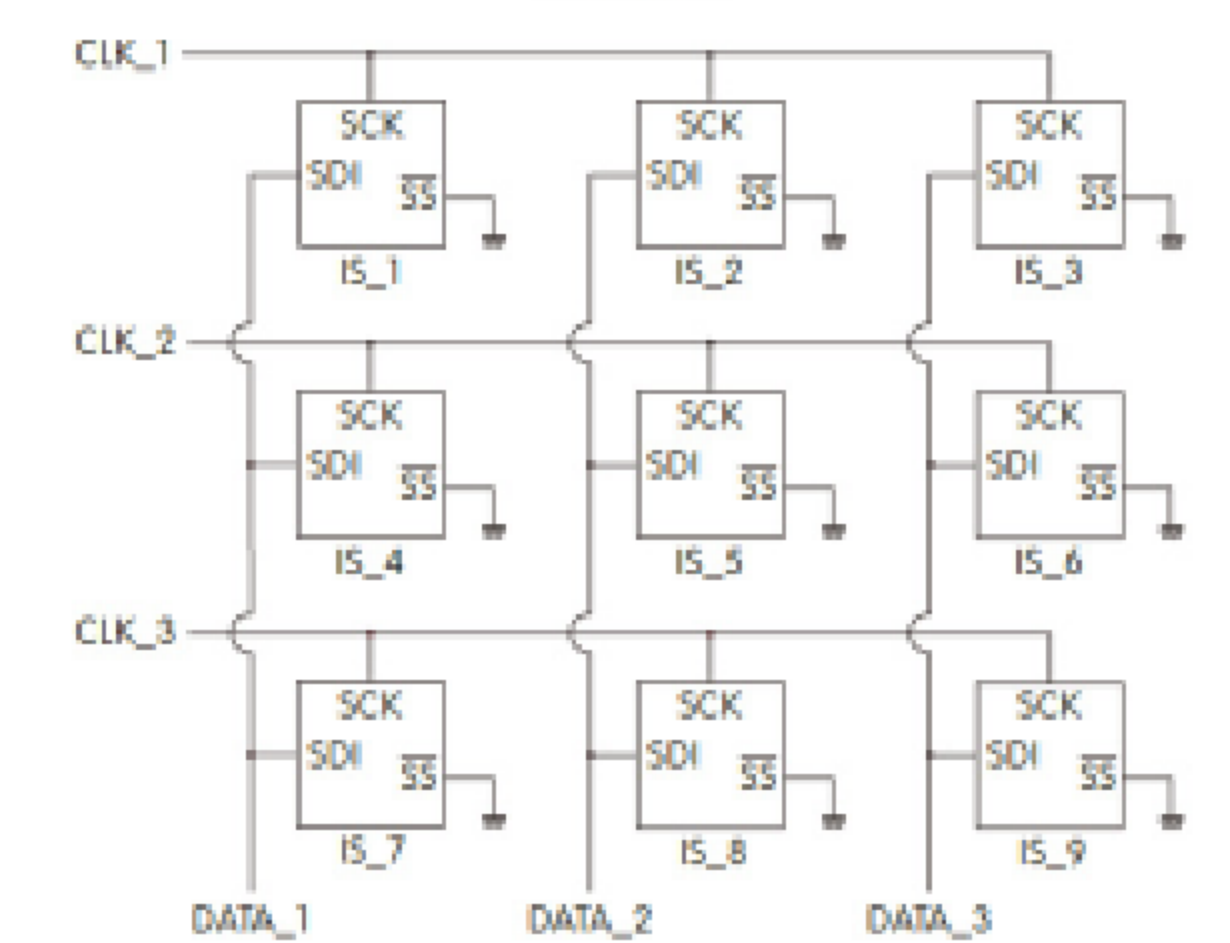 CLK_1
SCK SCK SCK
SDI SDI SDI
SS SS SS
IS_1 IS_2 IS_3
CLK_2
SCK SCK SCK
SDI SDI SDI
SS SS SS
IS_4 IS_5 IS_6
CLK_3
SCK SCK SCK
SDI SDI SDI
SS SS SS
IS_7 IS_8 IS_9
DATA_1 DATA_2 DATA_3